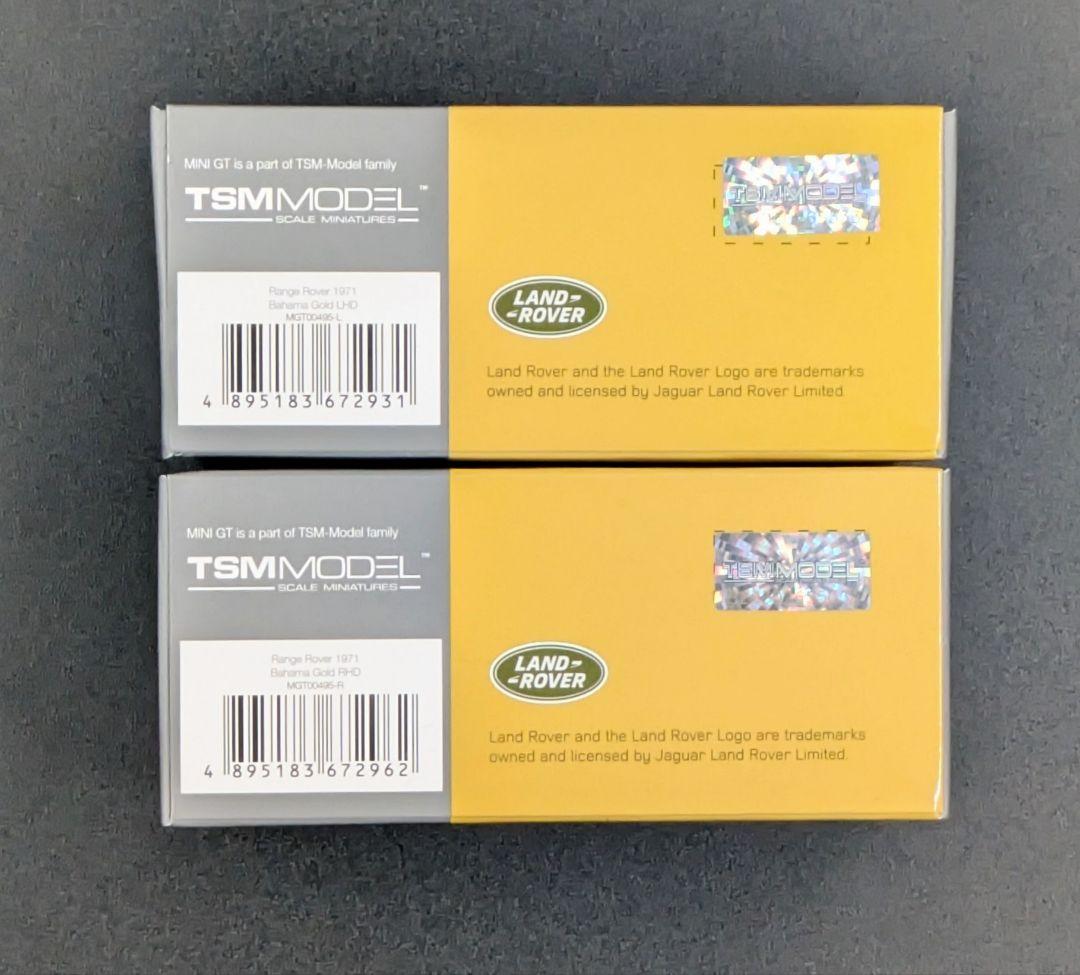 MINI GT is a part of TSM-Model family
TSMMODEL™
SCALE MINIATURES
TSMMODEL
Range Rover 1971
Bahama Gold LHD
MGT00495-L
4 895183 672931
LAND-
-ROVER
Land Rover and the Land Rover Logo are trademarks
owned and licensed by Jaguar Land Rover Limited.
MINI GT is a part of TSM-Model family
TSMMODEL™
SCALE MINIATURES
TSMMODEL
Range Rover 1971
Bahama Gold RHD
MGT00495-R
4 895183 672962
LAND-
-ROVER
Land Rover and the Land Rover Logo are trademarks
owned and licensed by Jaguar Land Rover Limited.